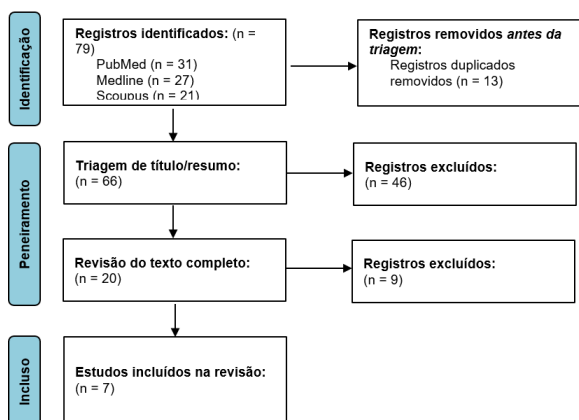 Identificação
Registros identificados: (n =
79)
PubMed (n = 31)
Medline (n = 27)
Scoupus (n = 21)
Registros removidos antes da
triagem:
Registros duplicados
removidos (n = 13)
Peneiramento
Triagem de título/resumo:
(n = 66)
Registros excluídos:
(n = 46)
Revisão do texto completo:
(n = 20)
Registros excluídos:
(n = 9)
Incluso
Estudos incluídos na revisão:
(n = 7)